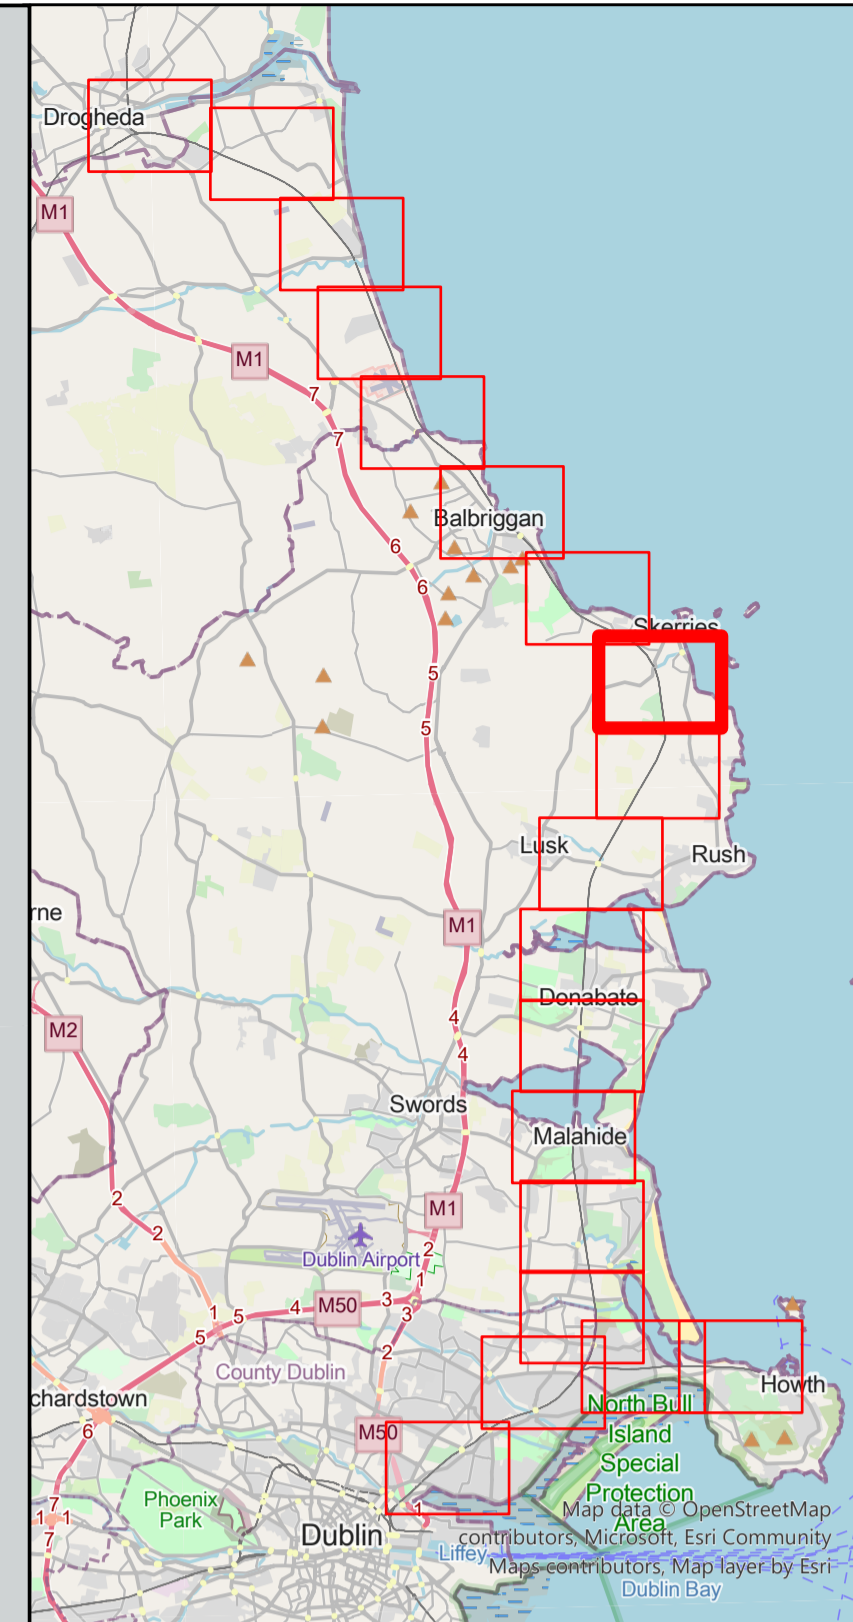 Drogheda
M1
M1
7
7
Balbriggan
6
6
Skerries
5
5
Lusk
Rush
rne
M1
Donabate
M2
4
4
Swords
Malahide
2
M1
2
2
Dublin Airport
1
M50
3
4
5
1
3
5
2
County Dublin
Howth
chardstown
North Bull
Island
Special
Protection
Area
M50
6
Phoenix
Park
7
1
1
1
7
Dublin
Liffey
Map data © OpenStreetMap
contributors, Microsoft, Esri Community
Maps contributors, Map layer by Esri
Dublin Bay